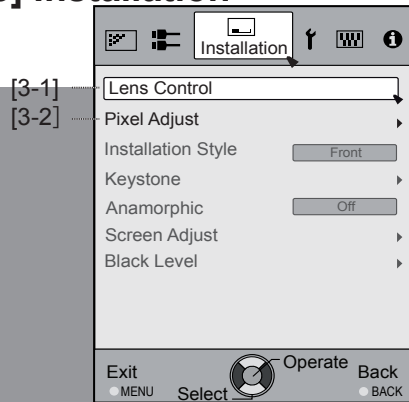 Installation
Installation
[3-1]
Lens Control
[3-2]
Pixel Adjust
Installation Style
Front
Keystone
Anamorphic
Off
Screen Adjust
Black Level
Exit
MENU
Select
Operate
Back
BACK